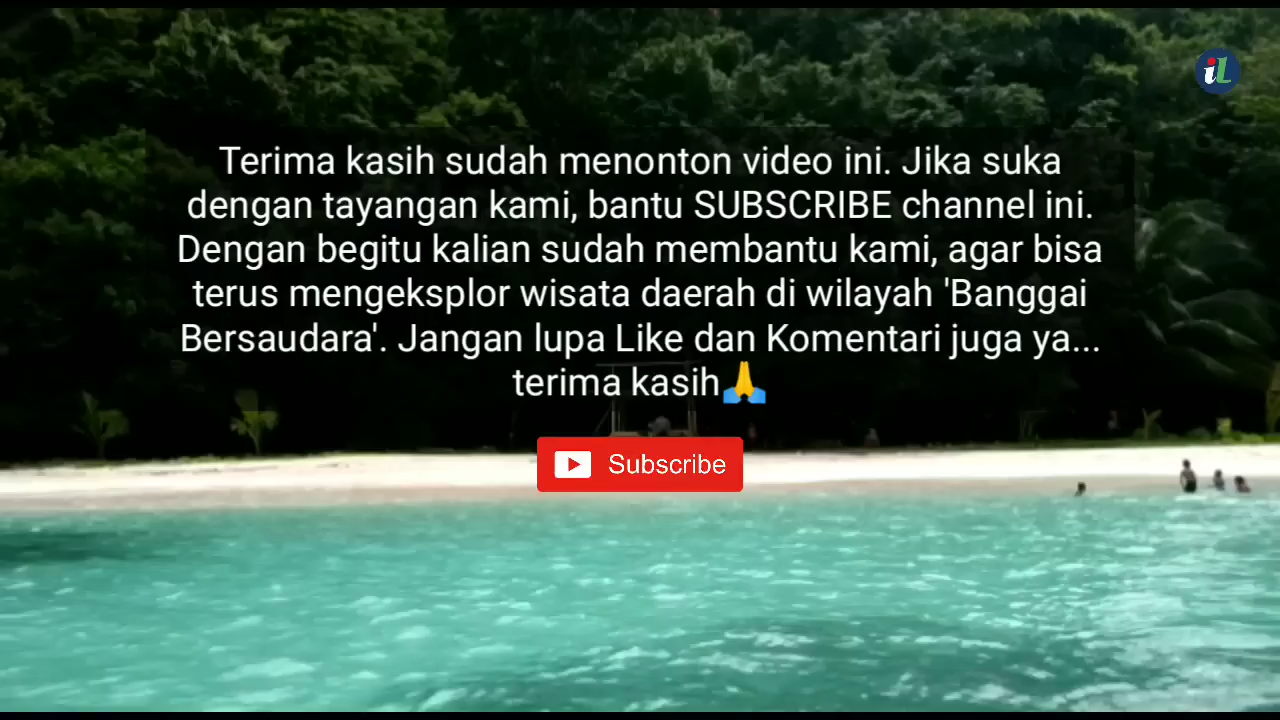 iL
Terima kasih sudah menonton video ini. Jika suka
dengan tayangan kami, bantu SUBSCRIBE channel ini.
Dengan begitu kalian sudah membantu kami, agar bisa
terus mengeksplor wisata daerah di wilayah 'Banggai
Bersaudara'. Jangan lupa Like dan Komentari juga ya...
terima kasih🙏
Subscribe